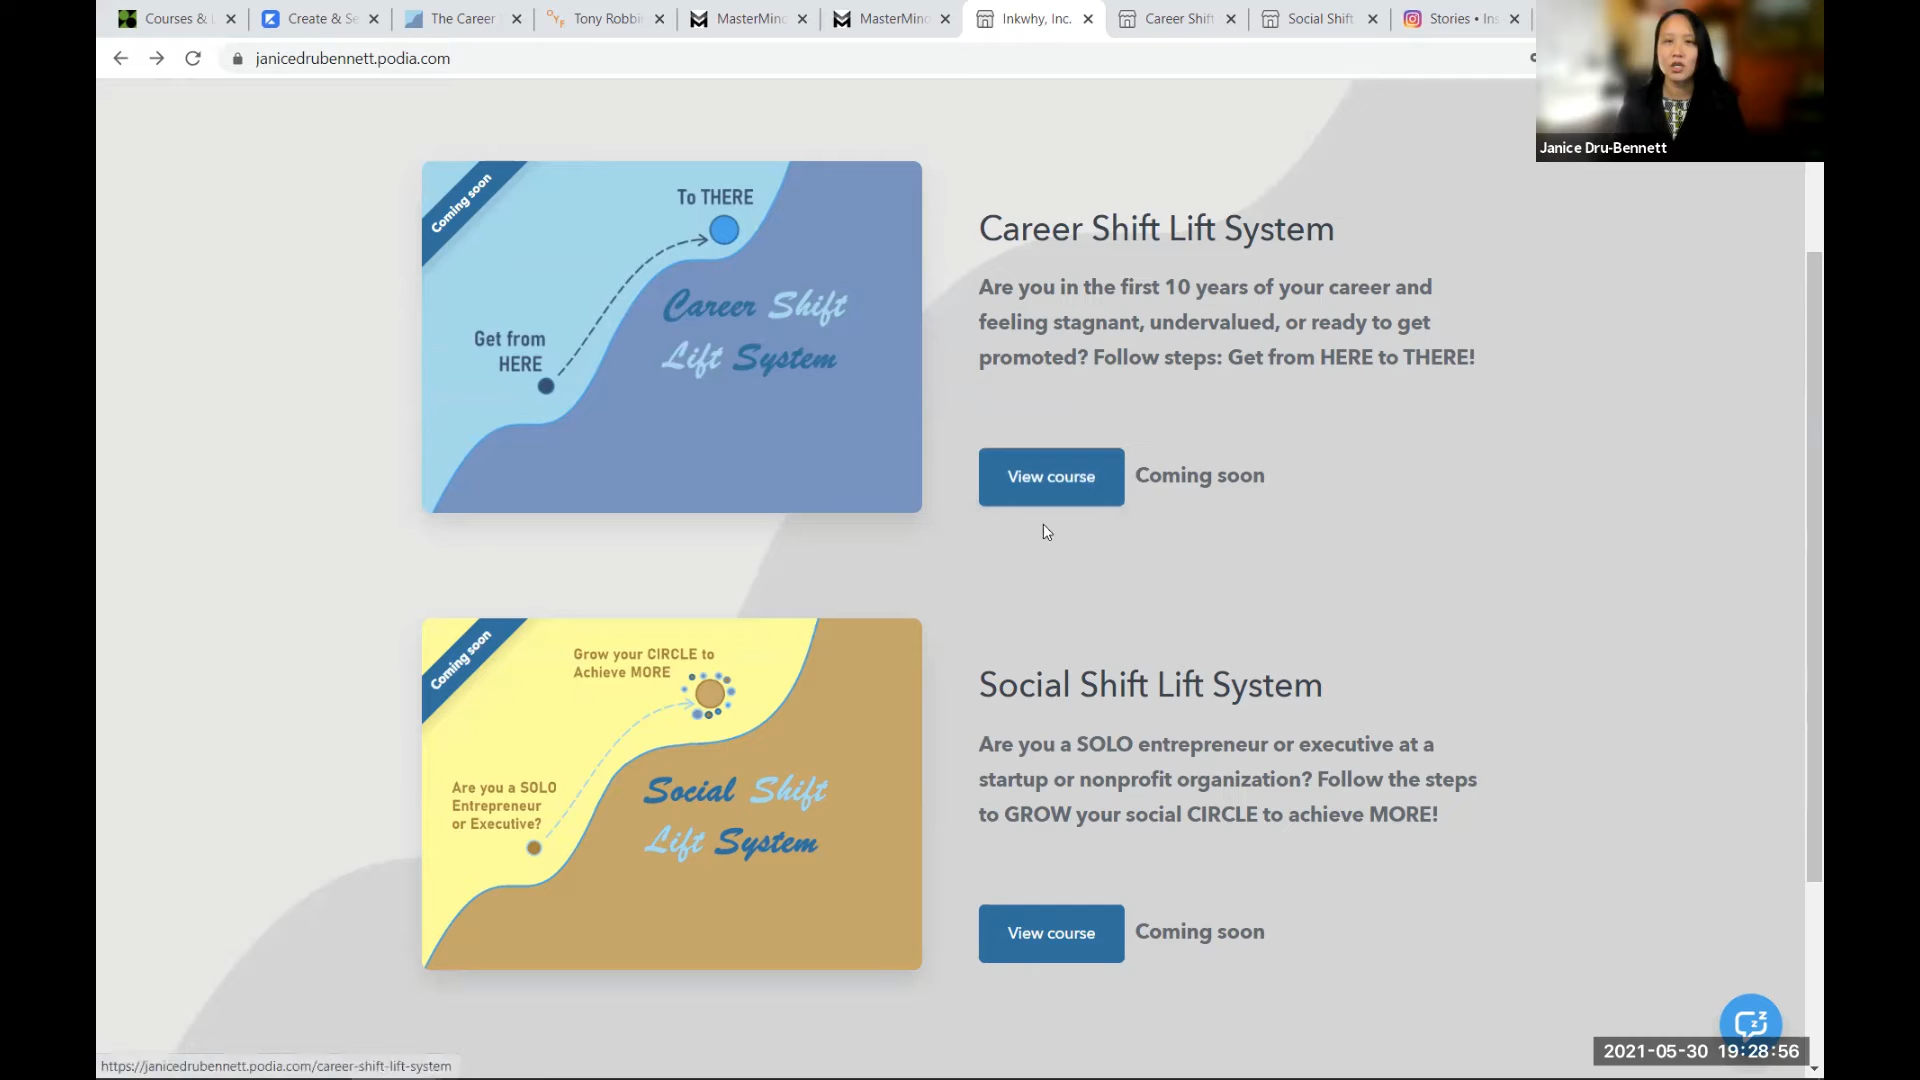 Courses & L
Create & Se
The Career
Tony Robbi
MasterMind
MasterMind
Inkwhy, Inc.
Career Shift
Social Shift
Stories • Ins
janicedrubennett.podia.com
Janice Dru-Bennett
Coming soon
To THERE
Get from
HERE
Career Shift
Lift System
Career Shift Lift System
Are you in the first 10 years of your career and
feeling stagnant, undervalued, or ready to get
promoted? Follow steps: Get from HERE to THERE!
View course
Coming soon
Coming soon
Grow your CIRCLE to
Achieve MORE
Are you a SOLO
Entrepreneur
or Executive?
Social Shift
Lift System
Social Shift Lift System
Are you a SOLO entrepreneur or executive at a
startup or nonprofit organization? Follow the steps
to GROW your social CIRCLE to achieve MORE!
View course
Coming soon
https://janicedrubennett.podia.com/career-shift-lift-system
2021-05-30 19:28:56